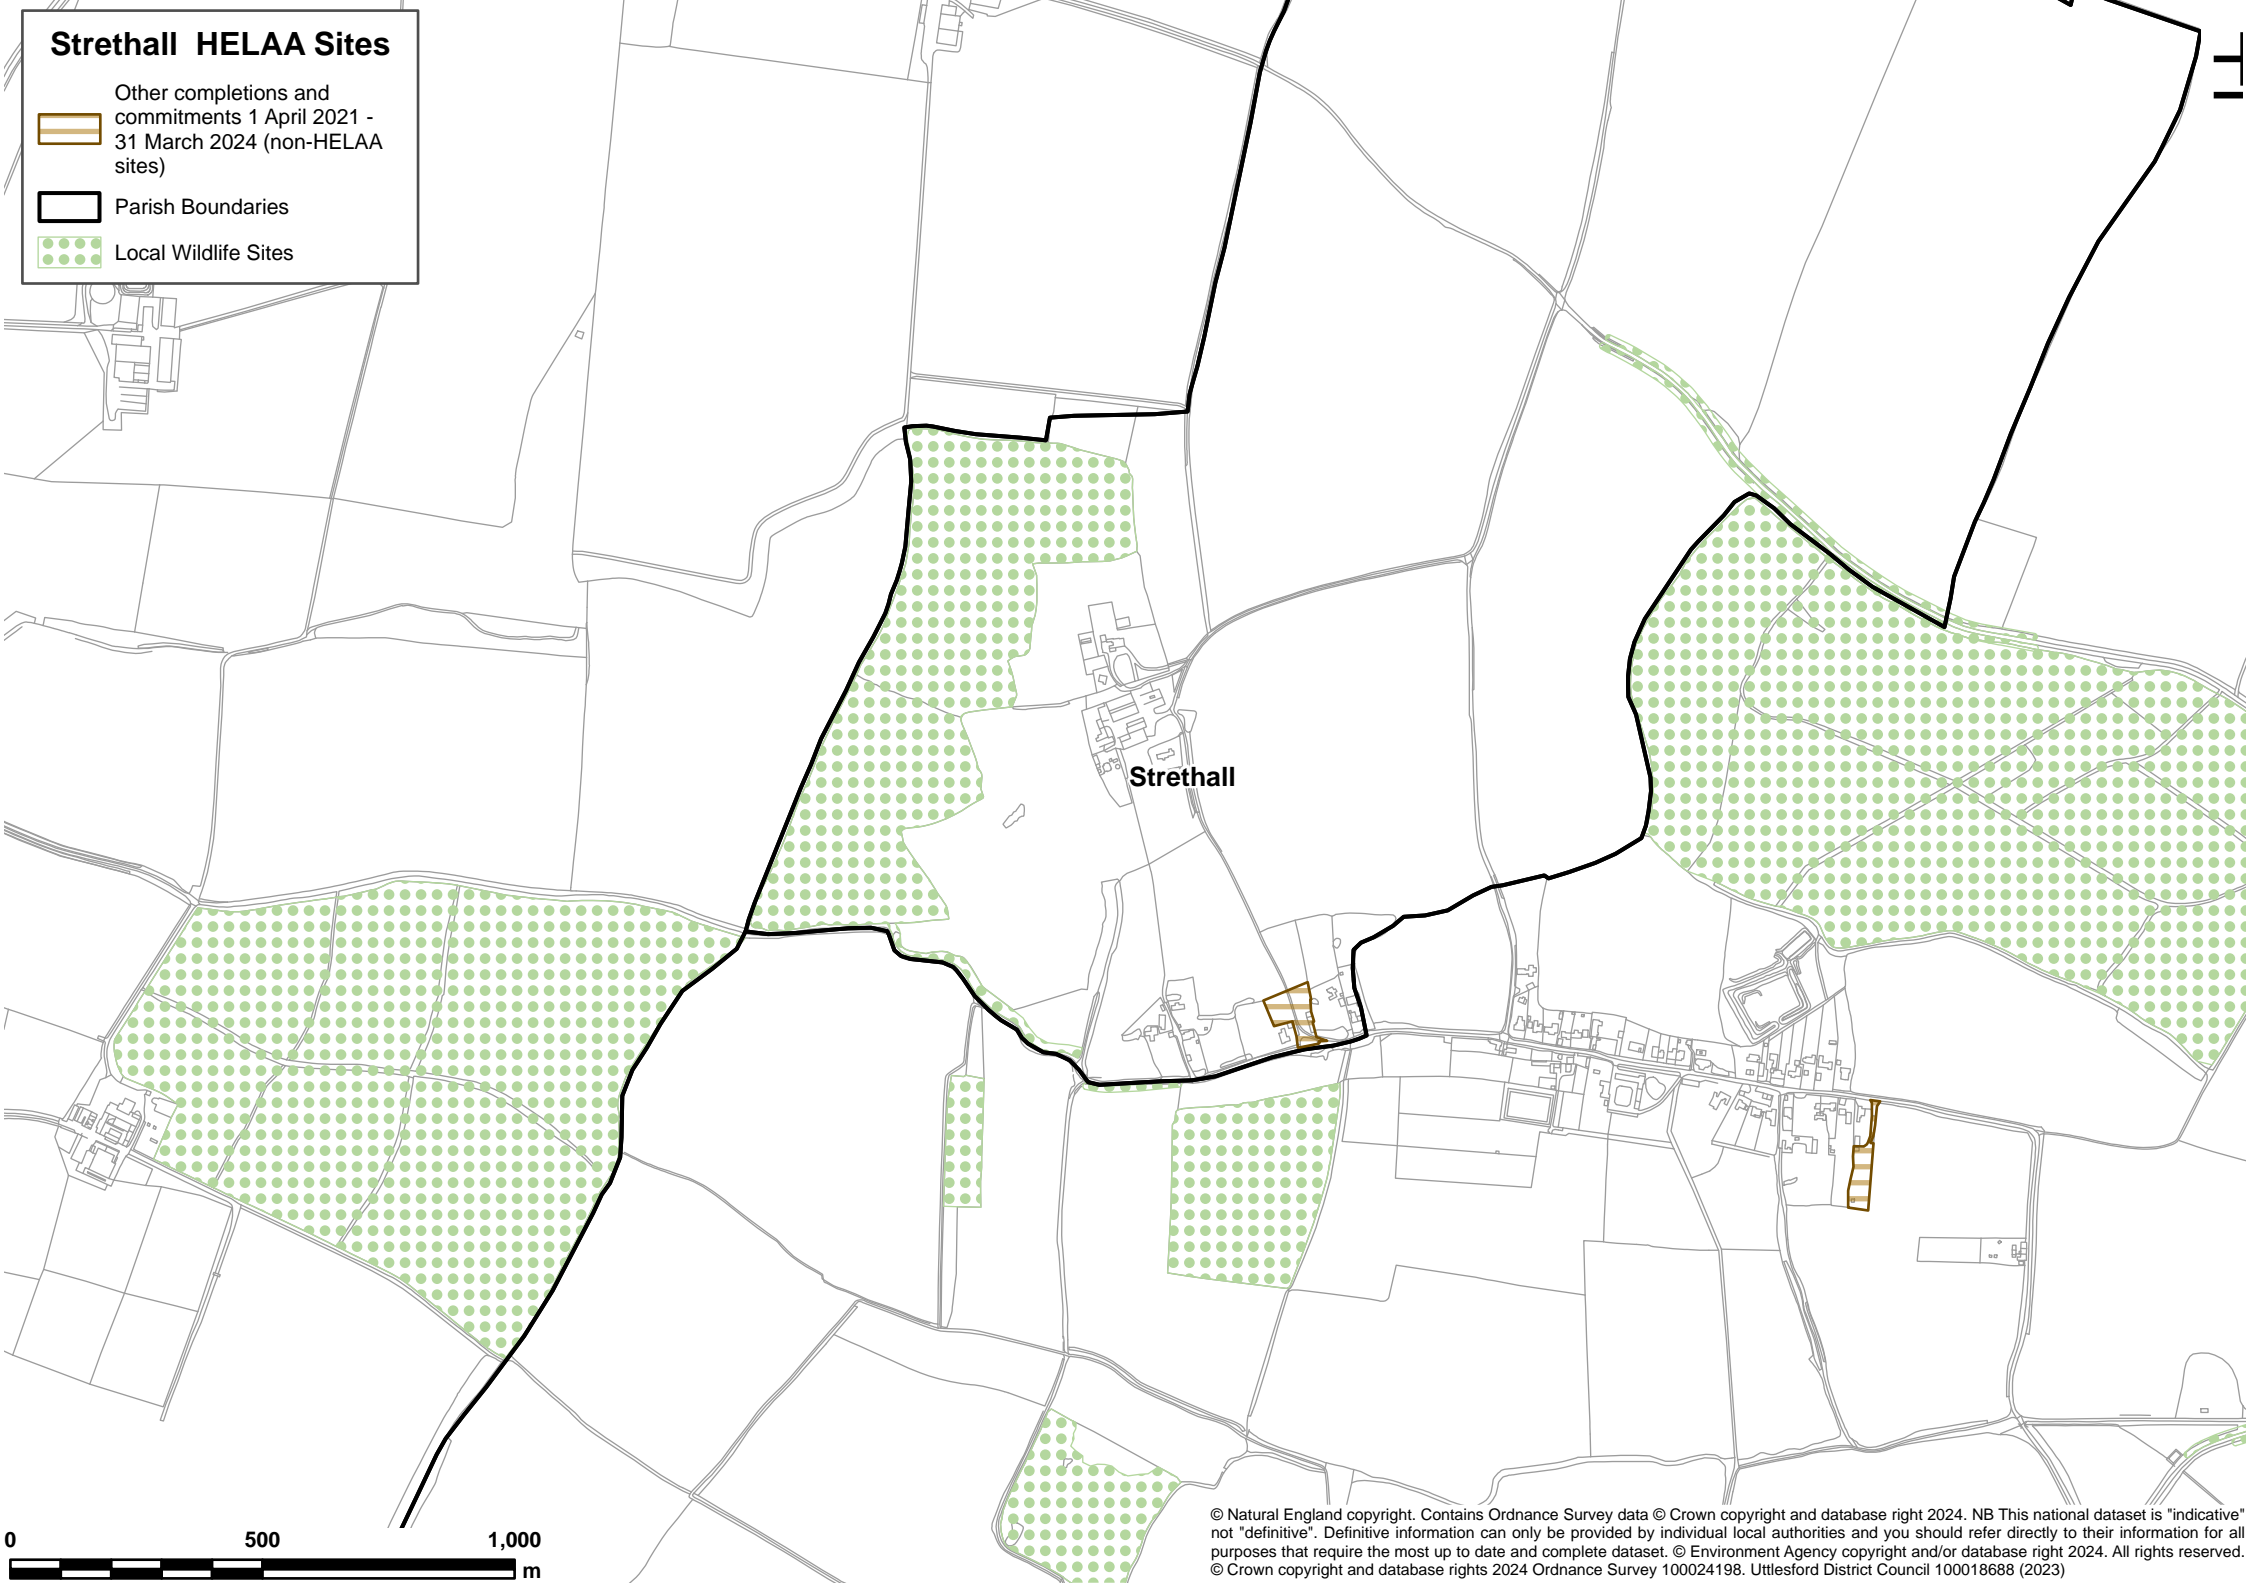 Strethall  HELAA Sites
Other completions and
commitments 1 April 2021 -
31 March 2024 (non-HELAA
sites)
Parish Boundaries
Local Wildlife Sites
Strethall
0 500 1,000
m
© Natural England copyright. Contains Ordnance Survey data © Crown copyright and database right 2024. NB This national dataset is "indicative"
not "definitive". Definitive information can only be provided by individual local authorities and you should refer directly to their information for all
purposes that require the most up to date and complete dataset. © Environment Agency copyright and/or database right 2024. All rights reserved.
© Crown copyright and database rights 2024 Ordnance Survey 100024198. Uttlesford District Council 100018688 (2023)